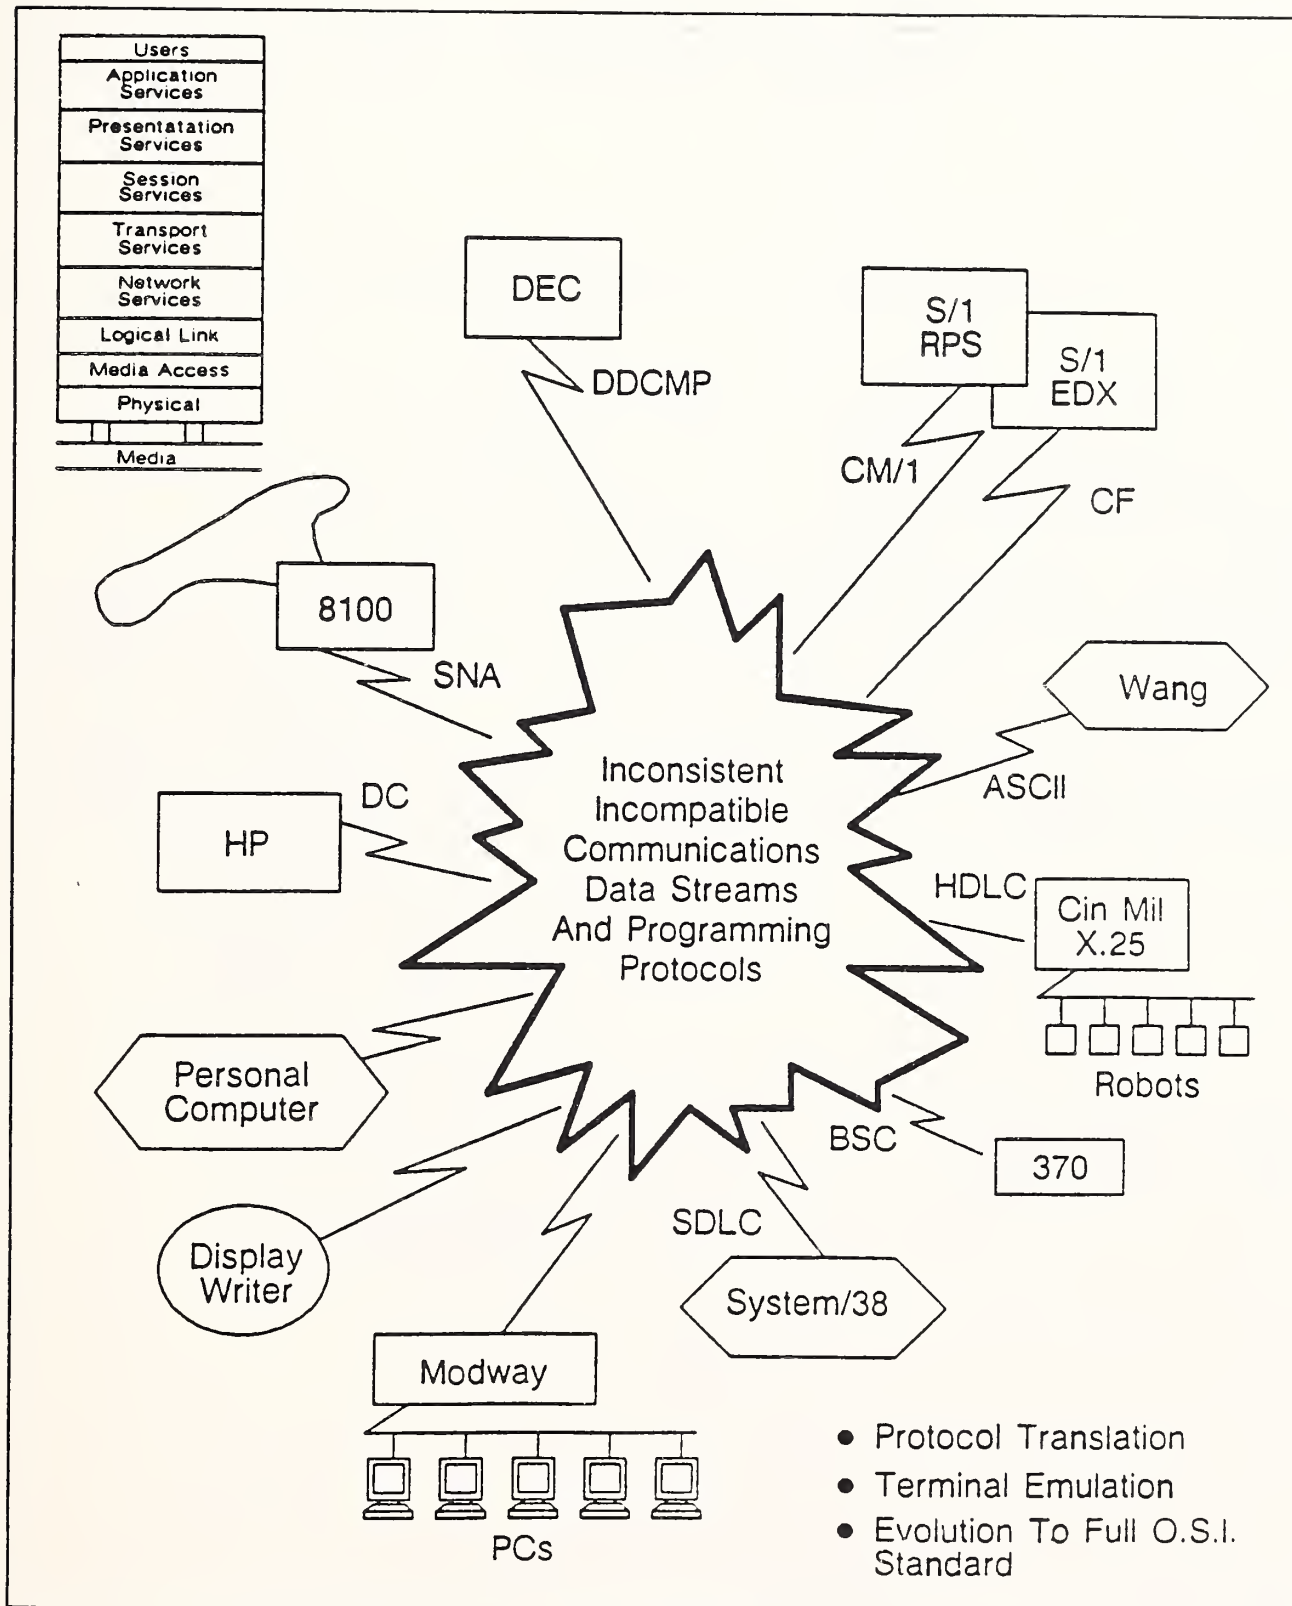 Users
Application
Services
Presentatation
Services
Session
Services
Transport
Services
Network
Services
Logical Link
Media Access
Physical
Media
DEC
DDCMP
S/1
RPS
S/1
EDX
CM/1
CF
8100
SNA
Wang
ASCII
HP
DC
Inconsistent
Incompatible
Communications
Data Streams
And Programming
Protocols
HDLC
Cin Mil
X.25
Robots
Personal
Computer
BSC
370
Display
Writer
SDLC
System/38
Modway
PCs
● Protocol Translation
● Terminal Emulation
● Evolution To Full O.S.I.
Standard